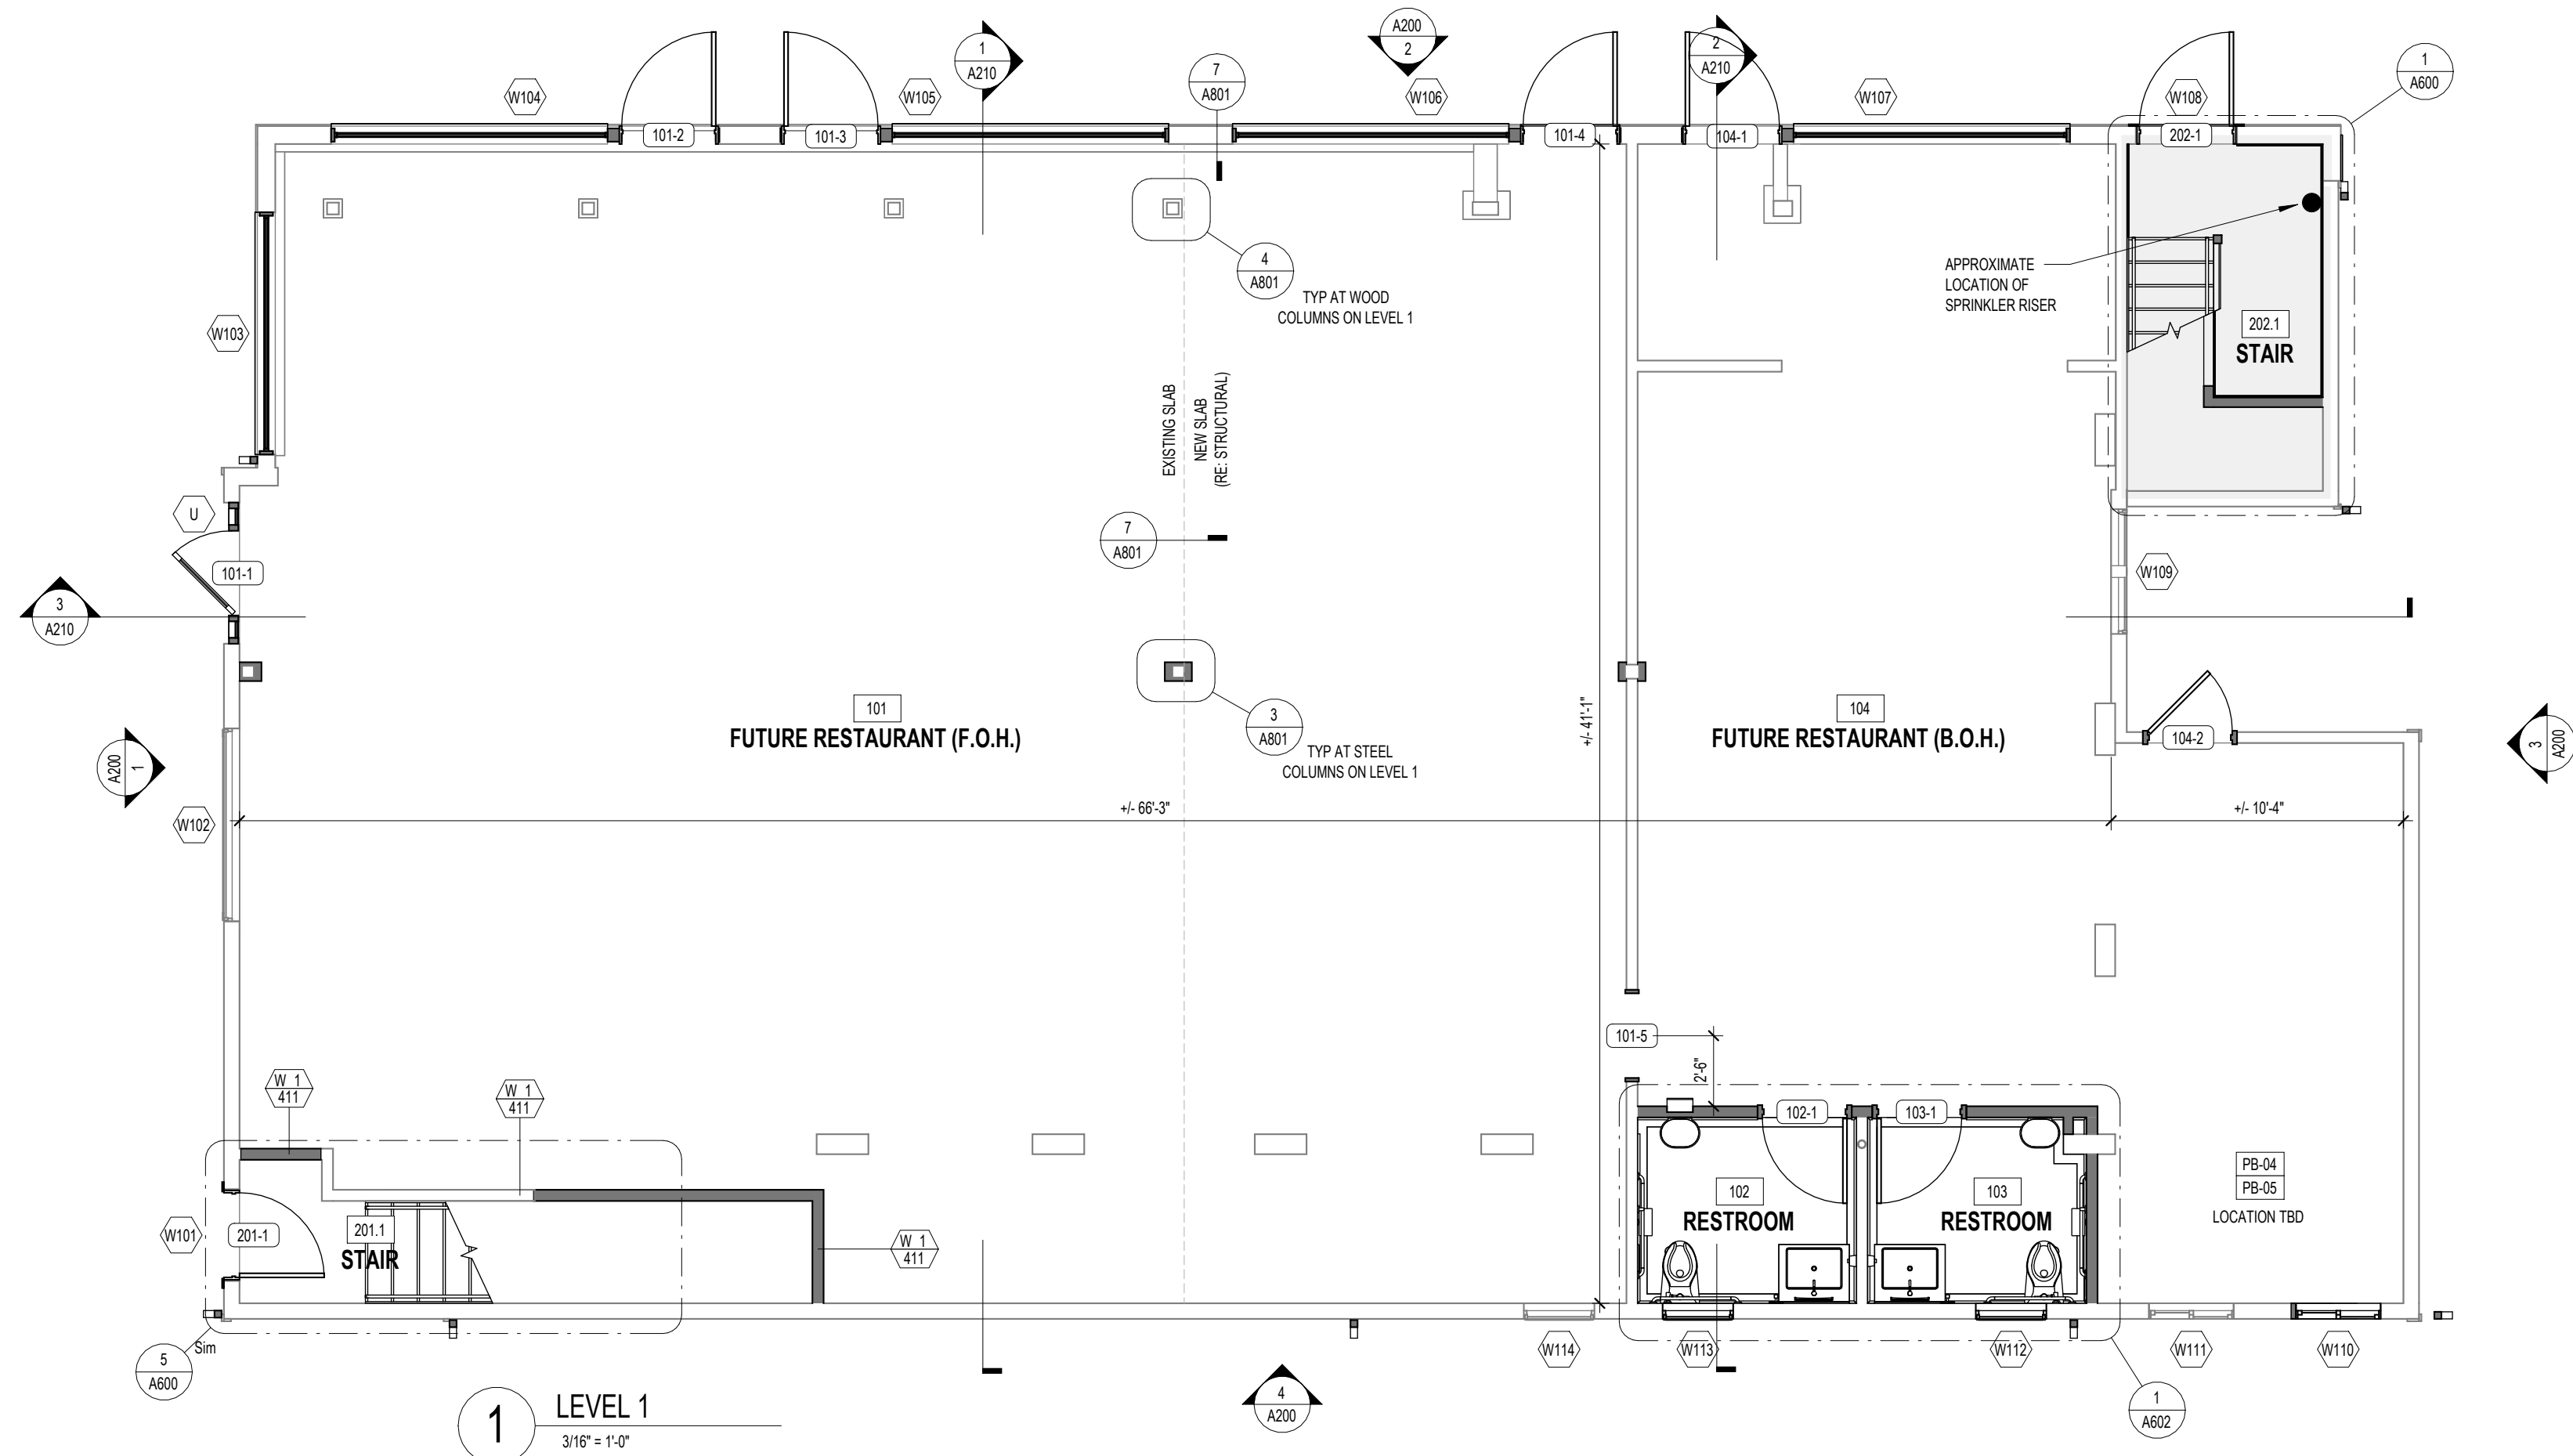 A200
2
1
A210
7
A801
2
A210
1
A600
W104
W105
W106
W107
W108
101-2
101-3
101-4
104-1
202-1
4
A801
TYP AT WOOD
COLUMNS ON LEVEL 1
APPROXIMATE
LOCATION OF
SPRINKLER RISER
202.1
STAIR
W103
EXISTING SLAB
NEW SLAB
(RE: STRUCTURAL)
U
101-1
7
A801
W109
3
A210
101
FUTURE RESTAURANT (F.O.H.)
3
A801
TYP AT STEEL
COLUMNS ON LEVEL 1
+/- 41'-1"
104
FUTURE RESTAURANT (B.O.H.)
104-2
3
A200
A200
1
W102
+/- 66'-3"
+/- 10'-4"
101-5
2'-6"
W 1
411
W 1
411
102-1
103-1
PB-04
PB-05
LOCATION TBD
102
RESTROOM
103
RESTROOM
W101
201-1
201.1
STAIR
W 1
411
Sim
5
A600
W114
W113
W112
W111
W110
4
A200
1
A602
1
LEVEL 1
3/16" = 1'-0"